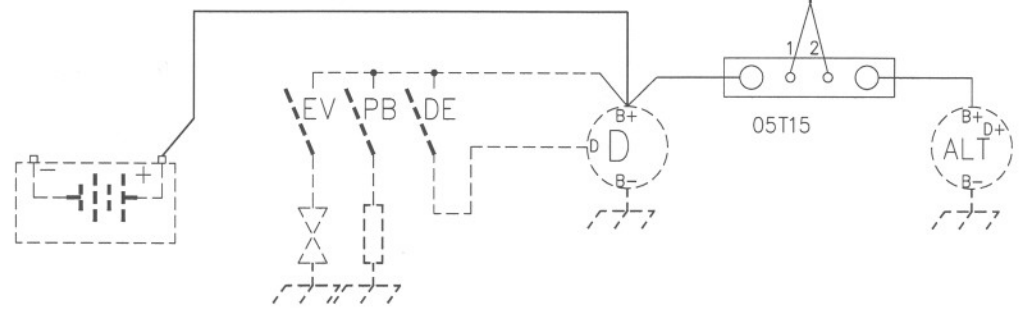 1 2
EV PB DE
B+
D D
B-
05T15
B+
D+
ALT
B-
- +